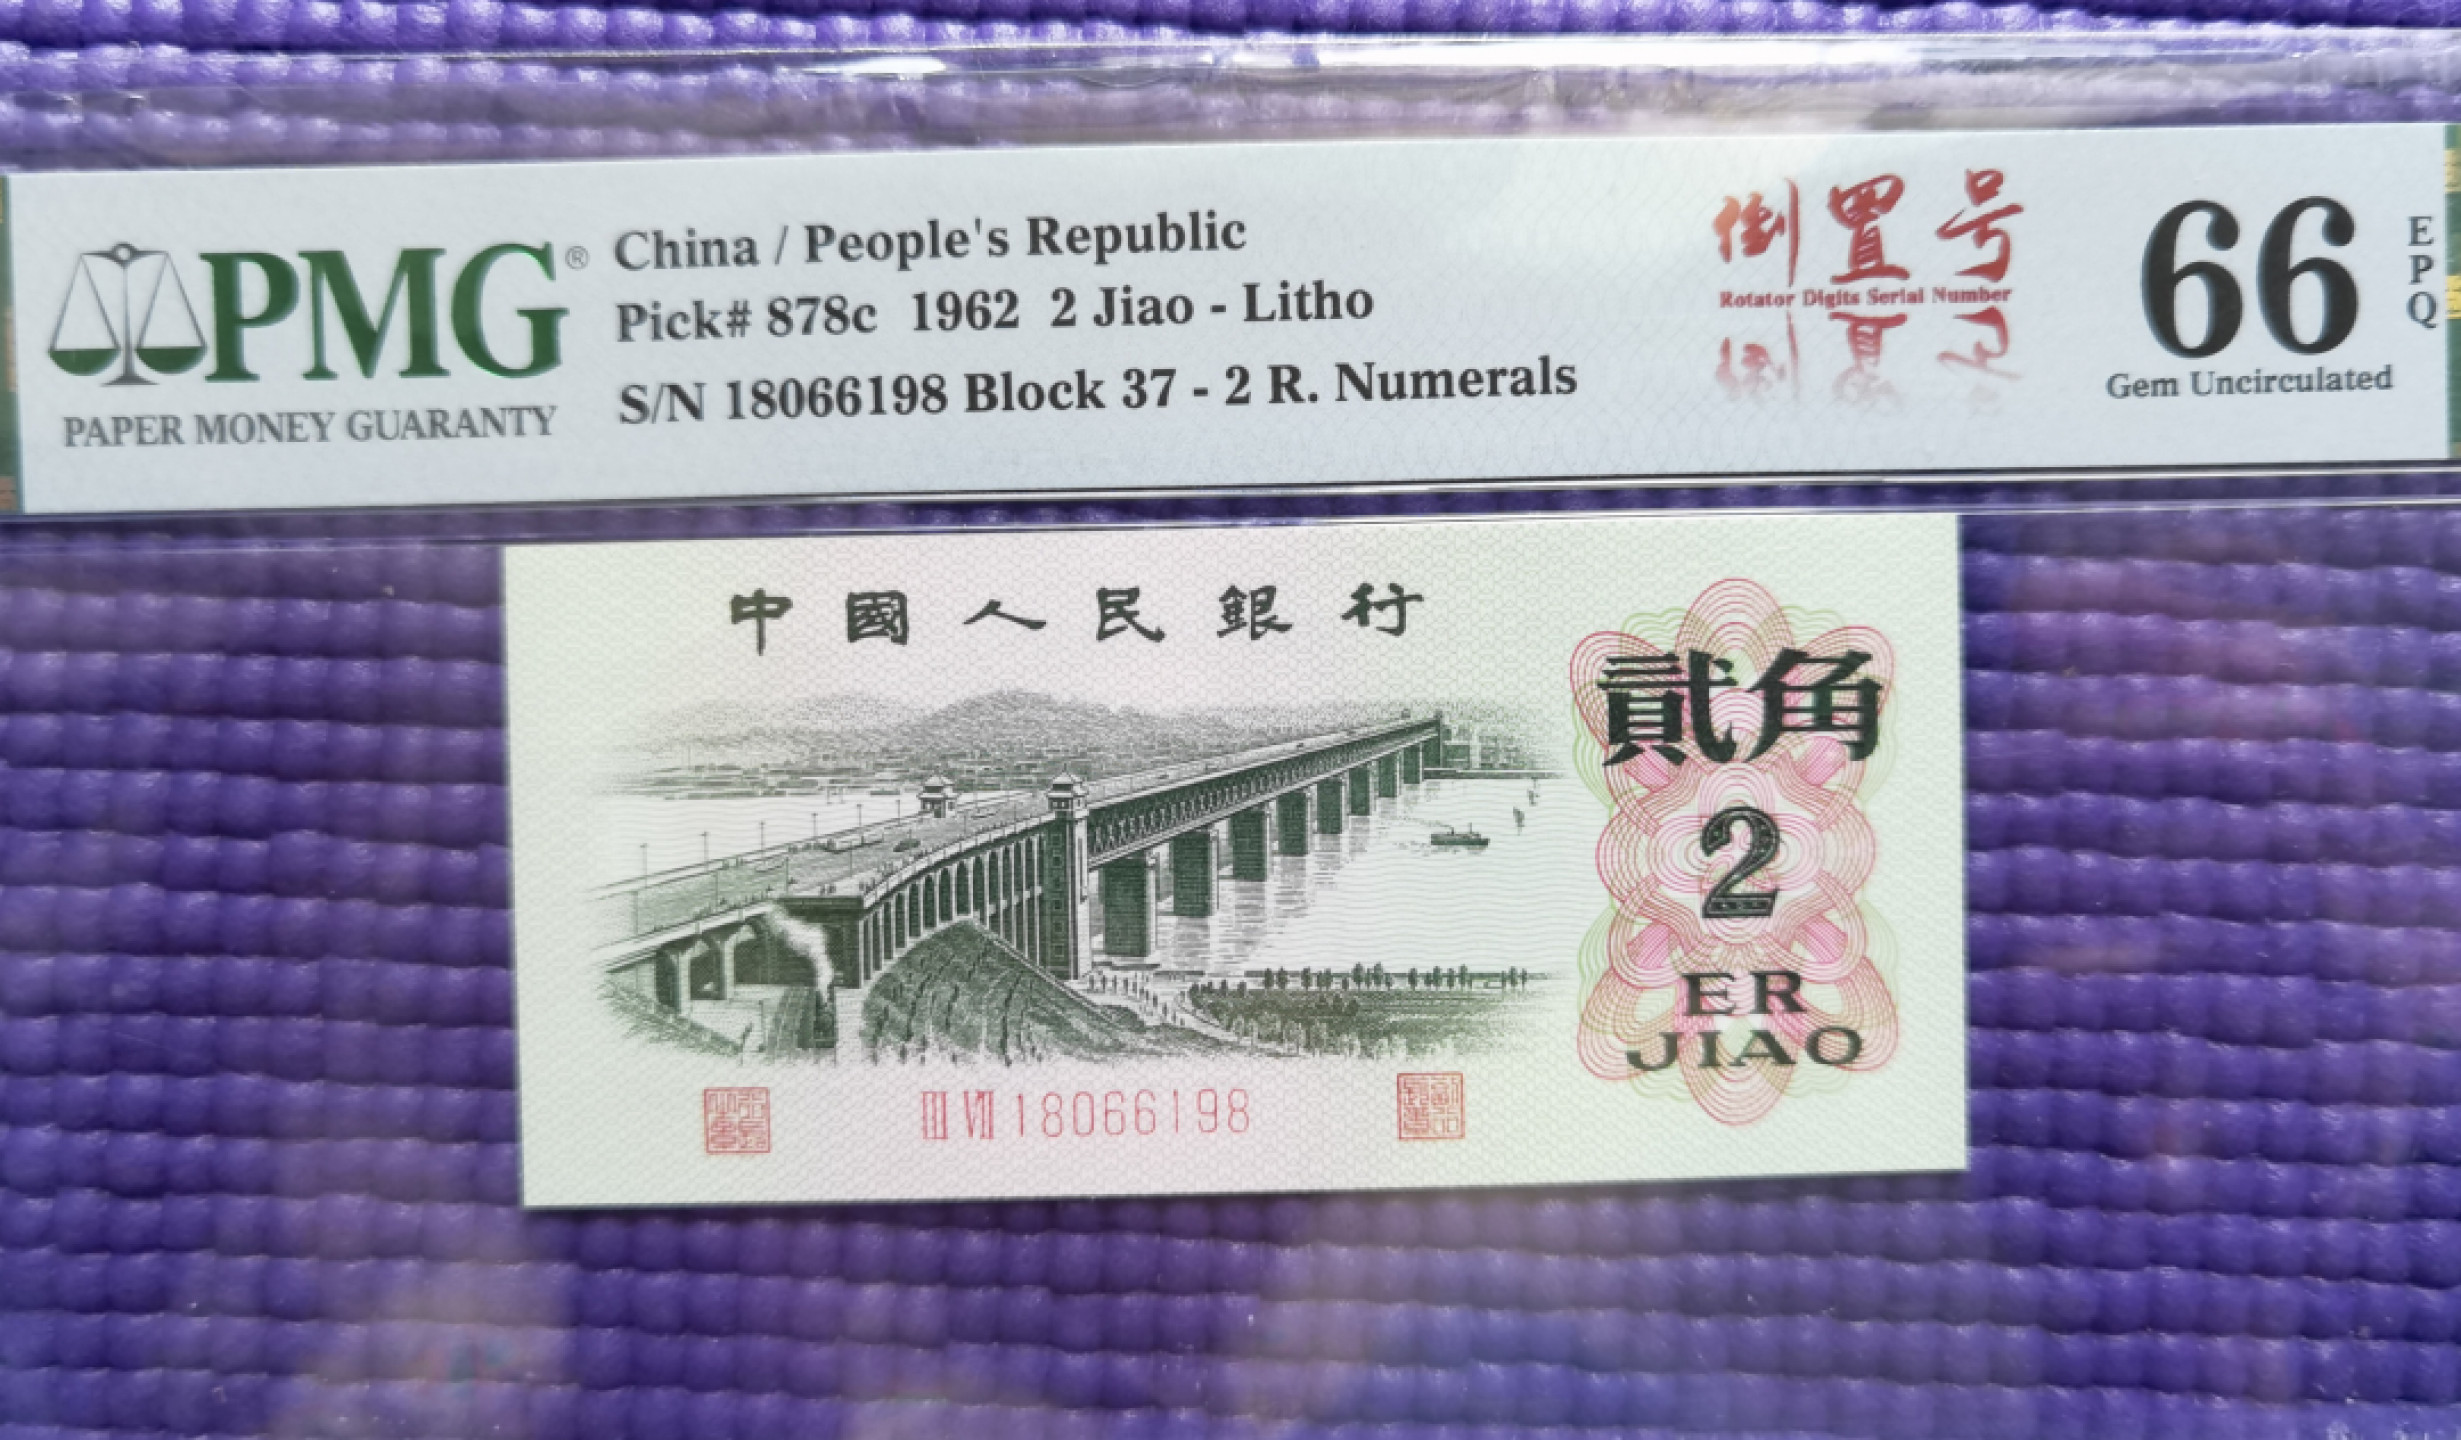 PMG®
PAPER MONEY GUARANTY
China / People's Republic
Pick# 878c 1962 2 Jiao - Litho
S/N 18066198 Block 37 - 2 R. Numerals
倒置号
Rotator Digits Serial Number
66
EPQ
Gem Uncirculated
中國人民銀行
貳角
2
ER
JIAO
III VII 18066198